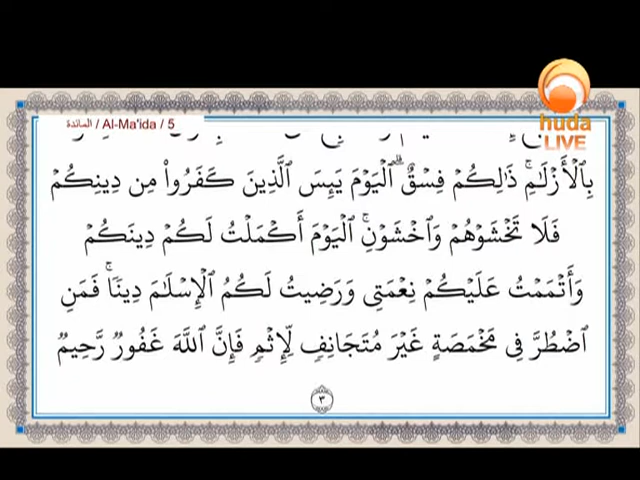 المائدة / Al-Ma'ida / 5
huda
LIVE
بِٱلْأَزْلَـٰمِ ۚ ذَٰلِكُمْ فِسْقٌ ۗ ٱلْيَوْمَ يَئِسَ ٱلَّذِينَ كَفَرُوا۟ مِن دِينِكُمْ
فَلَا تَخْشَوْهُمْ وَٱخْشَوْنِ ۚ ٱلْيَوْمَ أَكْمَلْتُ لَكُمْ دِينَكُمْ
وَأَتْمَمْتُ عَلَيْكُمْ نِعْمَتِى وَرَضِيتُ لَكُمُ ٱلْإِسْلَـٰمَ دِينًا ۚ فَمَنِ
ٱضْطُرَّ فِى مَخْمَصَةٍ غَيْرَ مُتَجَانِفٍ لِّإِثْمٍ فَإِنَّ ٱللَّهَ غَفُورٌ رَّحِيمٌ
٣